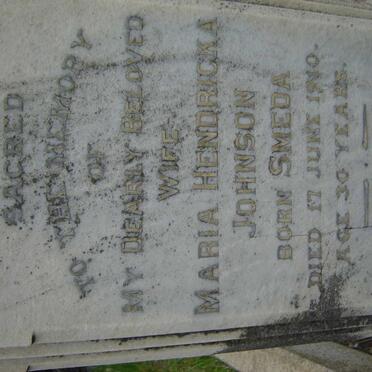 SACRED
TO THE MEMORY
OF
MY DEARLY BELOVED
WIFE
MARIA HENDRICKA
JOHNSON
BORN SMEDA
DIED 17 JUNE 1940.
AGE 30 YEARS.